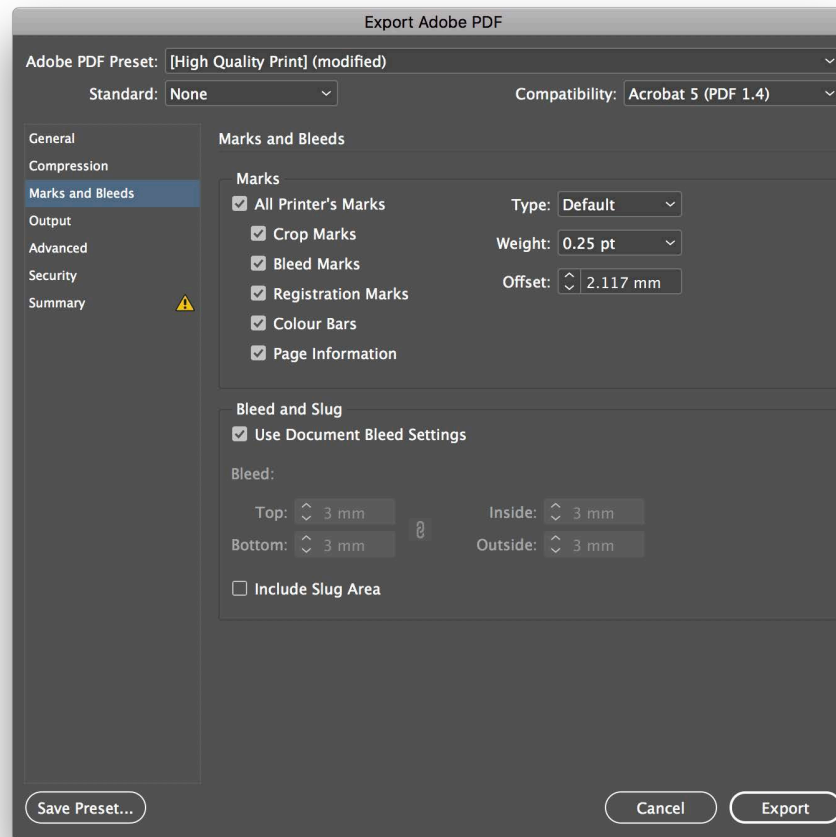 Export Adobe PDF
Adobe PDF Preset: [High Quality Print] (modified)
Standard: None Compatibility: Acrobat 5 (PDF 1.4)
General
Compression
Marks and Bleeds
Output
Advanced
Security
Summary
Marks and Bleeds
Marks
All Printer's Marks Type: Default
Crop Marks Weight: 0.25 pt
Bleed Marks Offset: 2.117 mm
Registration Marks
Colour Bars
Page Information
Bleed and Slug
Use Document Bleed Settings
Bleed:
Top: 3 mm Inside: 3 mm
Bottom: 3 mm Outside: 3 mm
Include Slug Area
Save Preset... Cancel Export